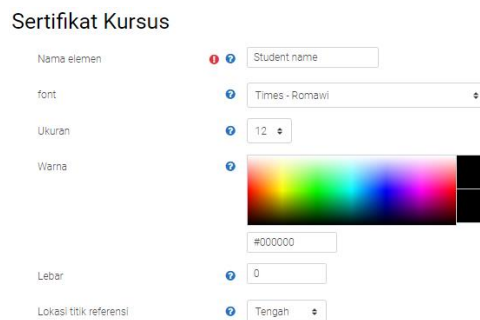 Sertifikat Kursus
Nama elemen Student name
font Times - Romawi
Ukuran 12
Warna
#000000
Lebar 0
Lokasi titik referensi Tengah